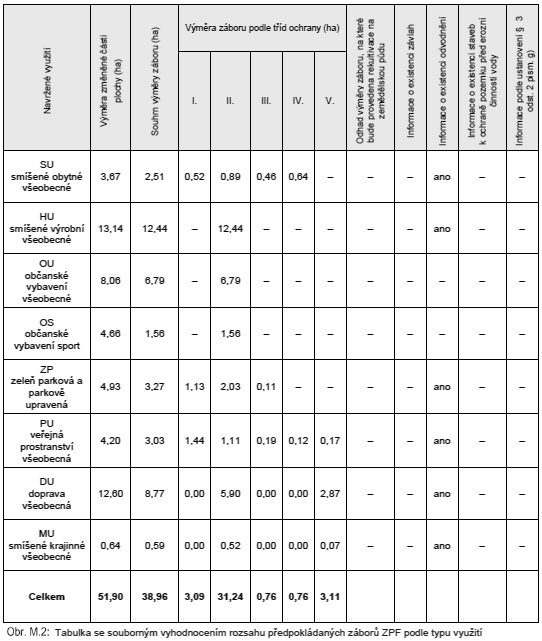 Navržené využití
Výměra změněné části
plochy (ha)
Souhrn výměry záboru (ha)
Výměra záboru podle tříd ochrany (ha)
I. II. III. IV. V.
Odhad výměry záboru, na které
bude provedena rekultivace na
zemědělskou půdu
Informace o existenci závlah
Informace o existenci odvodnění
Informace o existenci staveb
k ochraně pozemku před erozní
činností vody
Informace podle ustanovení § 3
odst. 2 písm. g)
SU
smíšené obytné
všeobecné
3,67 2,51 0,52 0,89 0,46 0,64 – – – ano – –
HU
smíšené výrobní
všeobecné
13,14 12,44 – 12,44 – – – – – ano – –
OU
občanské
vybavení
všeobecné
8,06 6,79 – 6,79 – – – – – – – –
OS
občanské
vybavení sport
4,66 1,56 – 1,56 – – – – – – – –
ZP
zeleň parková a
parkově
upravená
4,93 3,27 1,13 2,03 0,11 – – – – ano – –
PU
veřejná
prostranství
všeobecná
4,20 3,03 1,44 1,11 0,19 0,12 0,17 – – ano – –
DU
doprava
všeobecná
12,60 8,77 0,00 5,90 0,00 0,00 2,87 – – ano – –
MU
smíšené krajinné
všeobecné
0,64 0,59 0,00 0,52 0,00 0,00 0,07 – – ano – –
Celkem 51,90 38,96 3,09 31,24 0,76 0,76 3,11
Obr. M.2: Tabulka se souborným vyhodnocením rozsahu předpokládaných záborů ZPF podle typu využití